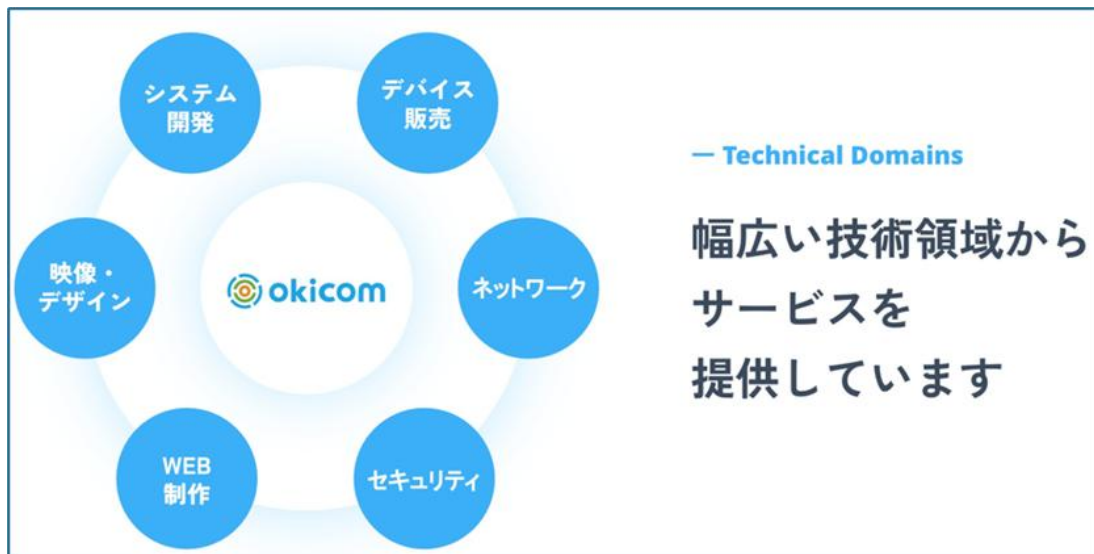 システム
開発
デバイス
販売
映像・
デザイン
okicom
ネットワーク
WEB
制作
セキュリティ
— Technical Domains
幅広い技術領域から
サービスを
提供しています